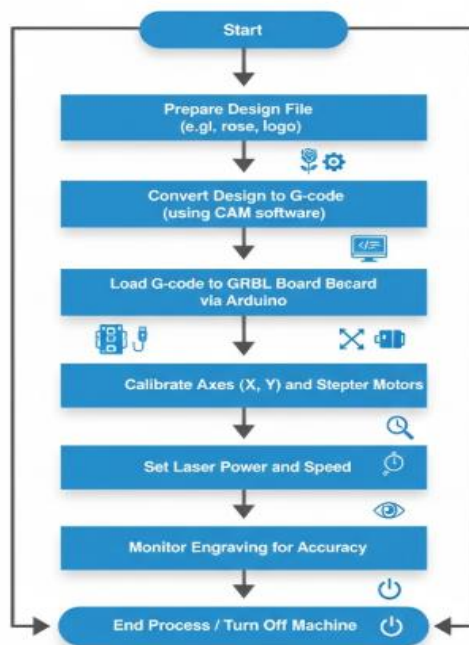 Start
Prepare Design File
(e.gl, rose, logo)
Convert Design to G-code
(using CAM software)
</>
Load G-code to GRBL Board Becard
via Arduino
Calibrate Axes (X, Y) and Stepter Motors
Set Laser Power and Speed
Monitor Engraving for Accuracy
End Process / Turn Off Machine